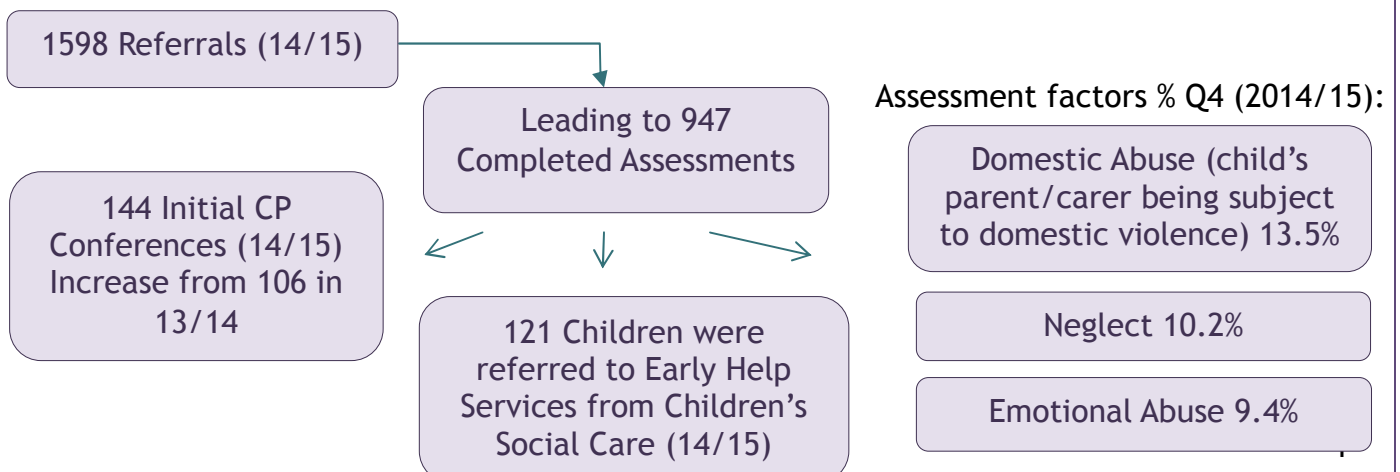 1598 Referrals (14/15)
Leading to 947
Completed Assessments
144 Initial CP
Conferences (14/15)
Increase from 106 in
13/14
121 Children were
referred to Early Help
Services from Children’s
Social Care (14/15)
Assessment factors % Q4 (2014/15):
Domestic Abuse (child’s
parent/carer being subject
to domestic violence) 13.5%
Neglect 10.2%
Emotional Abuse 9.4%